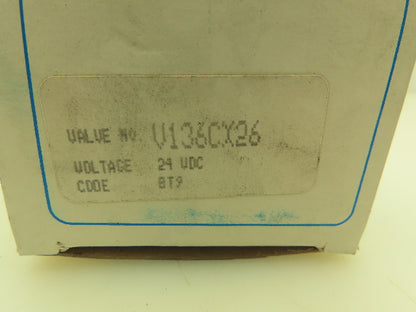 VALVE NO. V136CX26
VOLTAGE 24 VDC
CODE 8T9